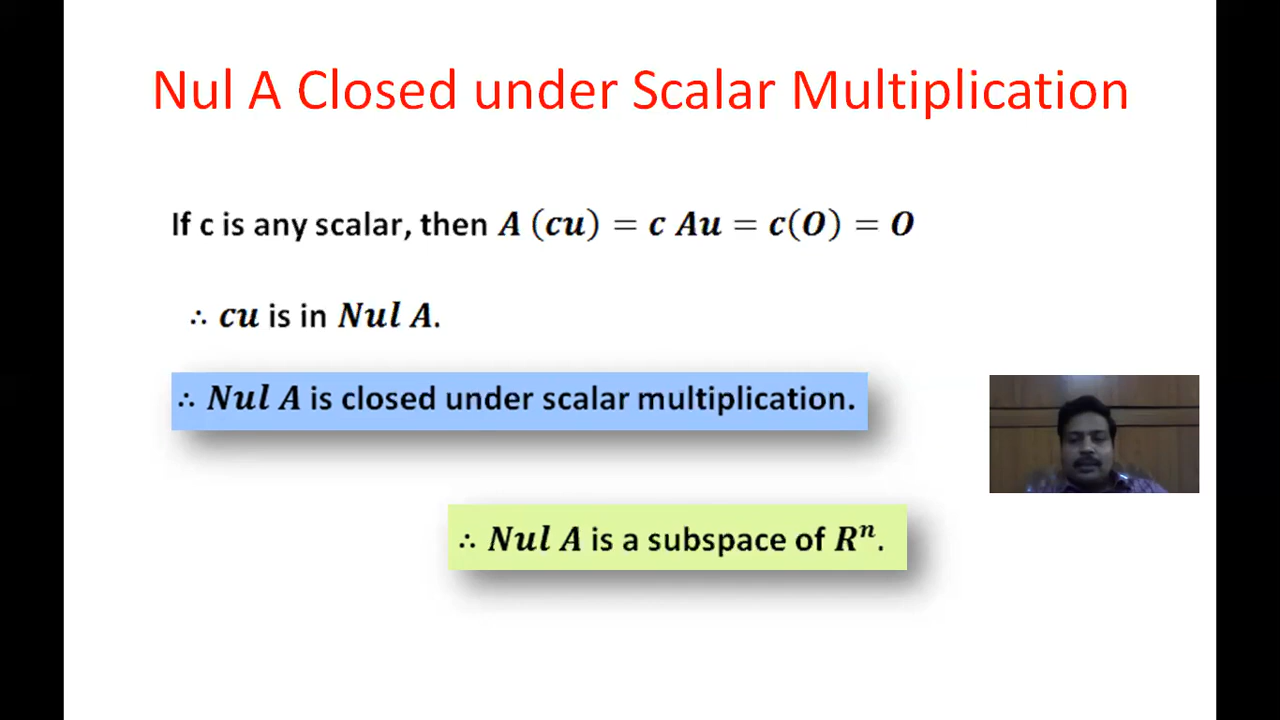 Nul A Closed under Scalar Multiplication
If c is any scalar, then A (cu) = c Au = c(O) = O
∴ cu is in Nul A.
∴ Nul A is closed under scalar multiplication.
∴ Nul A is a subspace of Rⁿ.